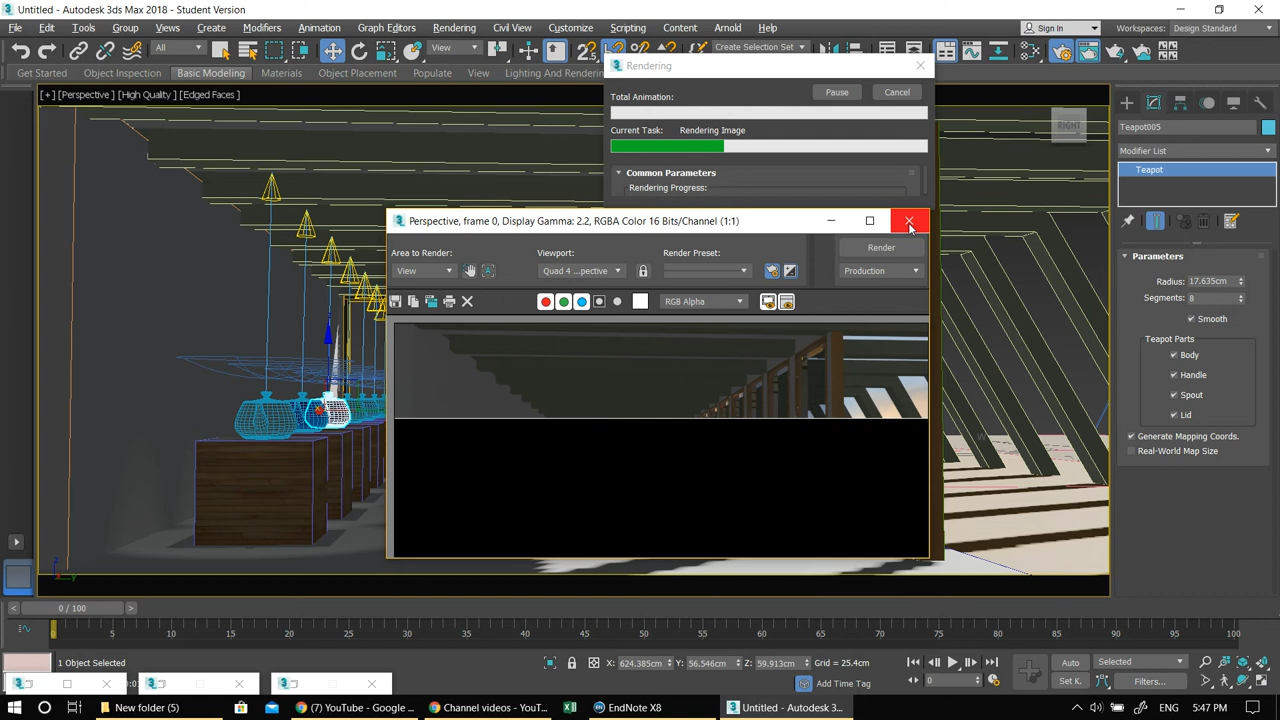 Untitled - Autodesk 3ds Max 2018 - Student Version
File Edit Tools Group Views Create Modifiers Animation Graph Editors Rendering Civil View Customize Scripting Content Arnold Help Sign In Workspaces: Design Standard
All View Create Selection Set
Get Started Object Inspection Basic Modeling Materials Object Placement Populate View Lighting And Renderin
Rendering
[+] [Perspective ] [High Quality ] [Edged Faces ]
Total Animation:
Pause Cancel
Current Task: Rendering Image
Common Parameters
Rendering Progress:
RIGHT
Teapot005
Modifier List
Teapot
Perspective, frame 0, Display Gamma: 2.2, RGBA Color 16 Bits/Channel (1:1)
Area to Render: Viewport: Render Preset: Render
View Quad 4 ...pective Production
RGB Alpha
Parameters
Radius: 17.635cm
Segments: 8
Smooth
Teapot Parts
Body
Handle
Spout
Lid
Generate Mapping Coords.
Real-World Map Size
0 / 100
0 5 10 15 20 25 30 35 40 45 50 55 60 65 70 75 80 85 90 95 100
1 Object Selected X: 624.385cm Y: 56.546cm Z: 59.913cm Grid = 25.4cm Auto Selected
Add Time Tag 0 Set K. Filters...
New folder (5) (7) YouTube - Google ... Channel videos - YouT... EndNote X8 Untitled - Autodesk 3... ENG 5:47 PM